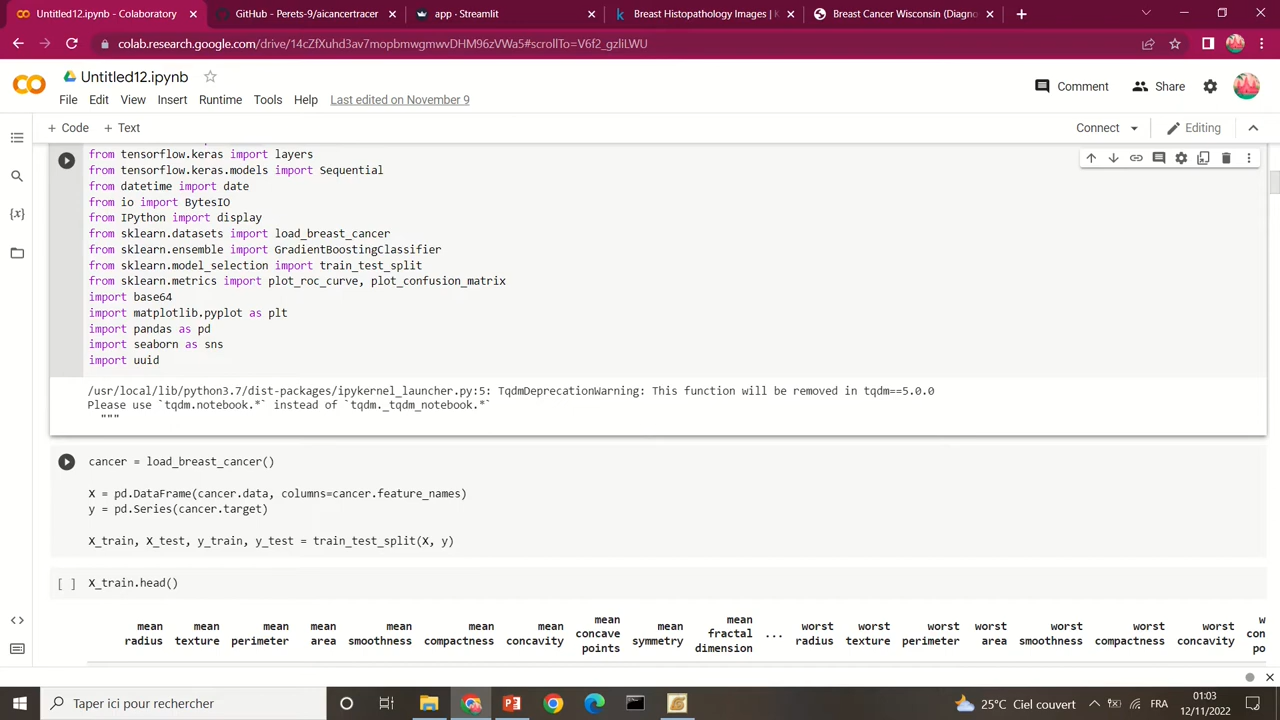 Untitled12.ipynb - Colaboratory
GitHub - Perets-9/aicancertracer
app · Streamlit
Breast Histopathology Images | K
Breast Cancer Wisconsin (Diagno
colab.research.google.com/drive/14cZfXuhd3av7mopbmwgmwvDHM96zVWa5#scrollTo=V6f2_gzliLWU
Untitled12.ipynb
Comment
Share
File Edit View Insert Runtime Tools Help Last edited on November 9
+ Code + Text
Connect
Editing
from tensorflow.keras import layers
from tensorflow.keras.models import Sequential
from datetime import date
from io import BytesIO
from IPython import display
from sklearn.datasets import load_breast_cancer
from sklearn.ensemble import GradientBoostingClassifier
from sklearn.model_selection import train_test_split
from sklearn.metrics import plot_roc_curve, plot_confusion_matrix
import base64
import matplotlib.pyplot as plt
import pandas as pd
import seaborn as sns
import uuid
/usr/local/lib/python3.7/dist-packages/ipykernel_launcher.py:5: TqdmDeprecationWarning: This function will be removed in tqdm==5.0.0
Please use `tqdm.notebook.*` instead of `tqdm._tqdm_notebook.*`
"""
cancer = load_breast_cancer()
X = pd.DataFrame(cancer.data, columns=cancer.feature_names)
y = pd.Series(cancer.target)
X_train, X_test, y_train, y_test = train_test_split(X, y)
[ ] X_train.head()
mean radius mean texture mean perimeter mean area mean smoothness mean compactness mean concavity mean concave points mean symmetry mean fractal dimension ... worst radius worst texture worst perimeter worst area worst smoothness worst compactness worst concavity w con po
Taper ici pour rechercher
25°C Ciel couvert
FRA
01:03
12/11/2022